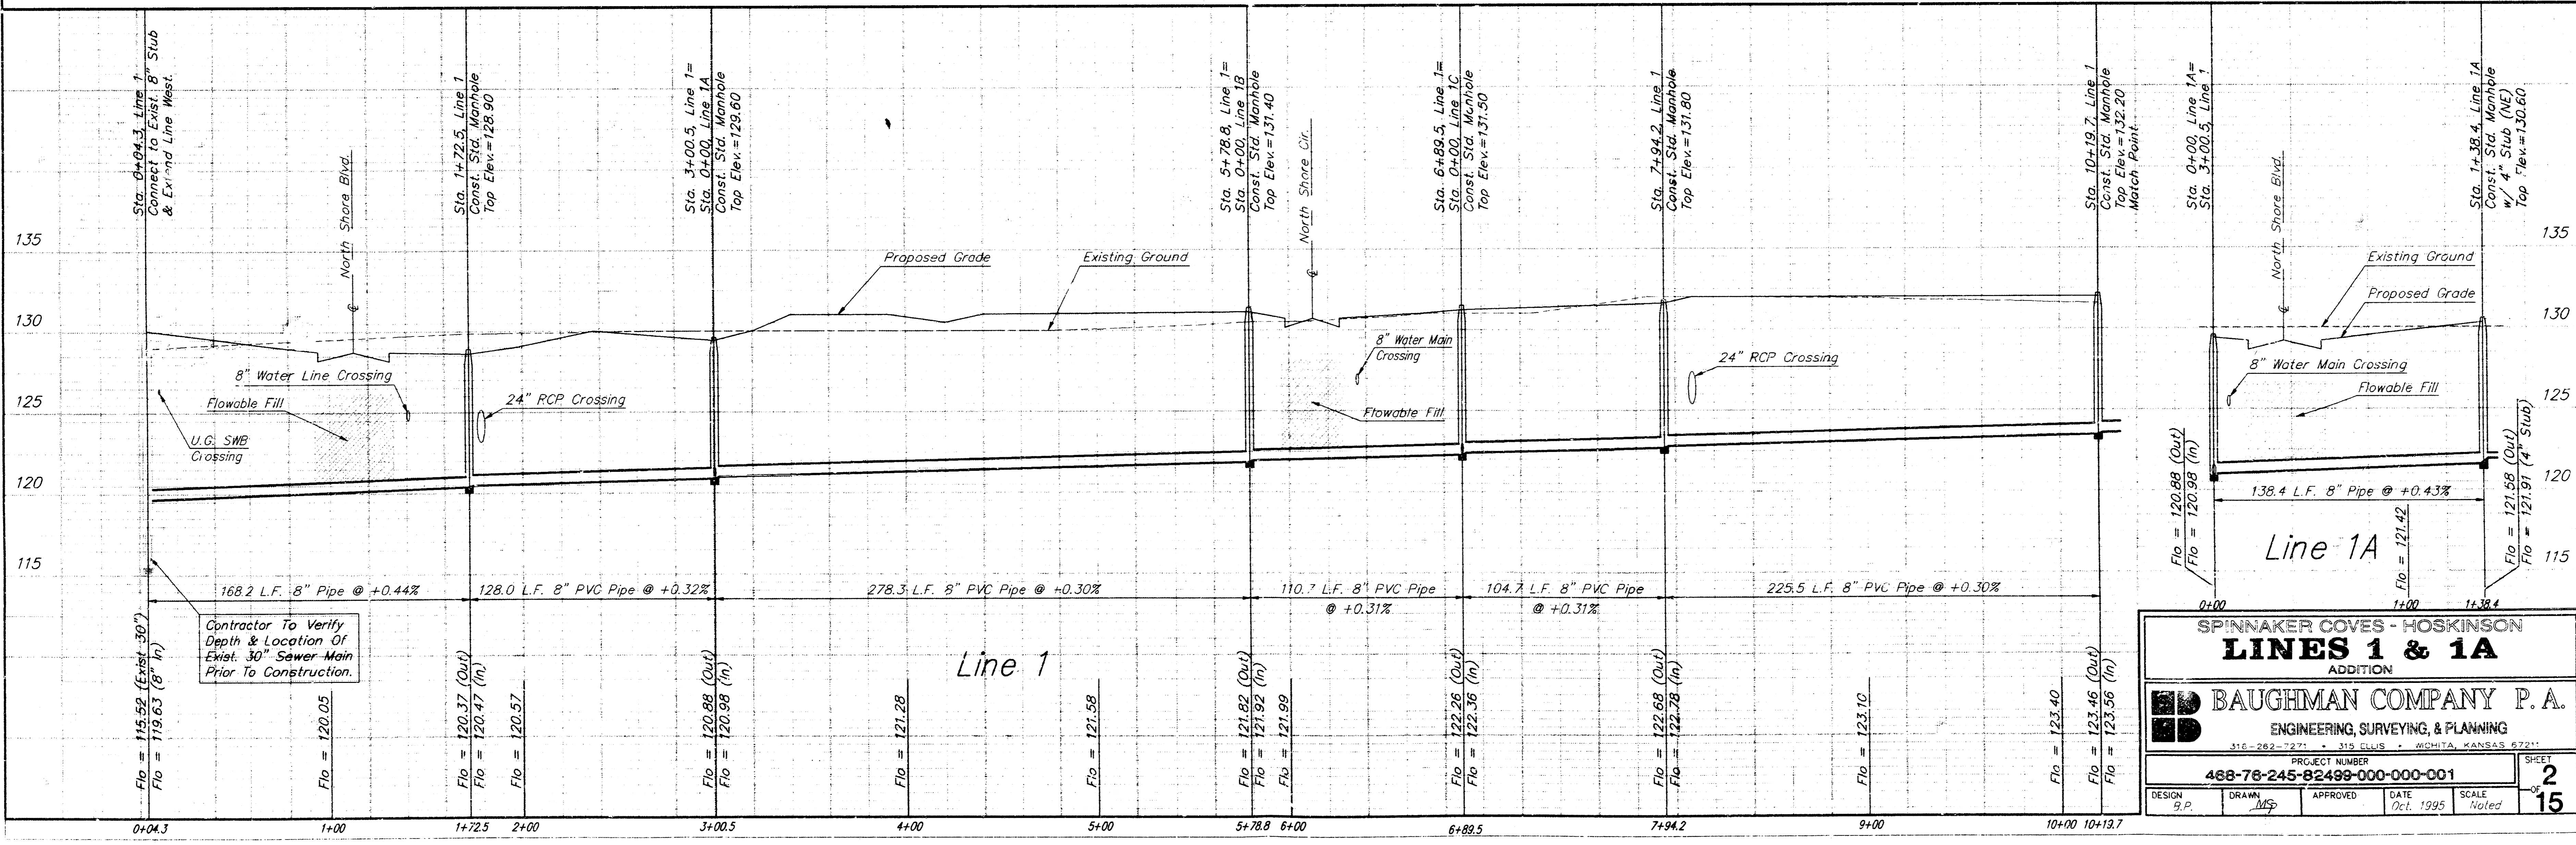 Sta. 0+04.3, Line 1
Connect to Exist. 8" Stub
& Extend Line West.
North Shore Blvd.
Sta. 1+72.5, Line 1
Const. Std. Manhole
Top Elev.=128.90
Sta. 3+00.5, Line 1=
Sta. 0+00, Line 1A
Const. Std. Manhole
Top Elev.=129.60
Sta. 5+78.8, Line 1=
Sta. 0+00, Line 1B
Const. Std. Manhole
Top Elev.=131.40
North Shore Cir.
Sta. 6+89.5, Line 1=
Sta. 0+00, Line 1C
Const. Std. Manhole
Top Elev.=131.50
Sta. 7+94.2, Line 1
Const. Std. Manhole
Top Elev.=131.80
Sta. 10+19.7, Line 1
Const. Std. Manhole
Top Elev.=132.20
Match Point
Sta. 0+00, Line 1A=
Sta. 3+00.5, Line 1
North Shore Blvd.
Sta. 1+38.4, Line 1A
Const. Std. Manhole
w/ 4" Stub (NE)
Top Elev.=130.60
135
130
125
120
115
Proposed Grade
Existing Ground
8" Water Line Crossing
Flowable Fill
U.G. SWB
Crossing
24" RCP Crossing
8" Water Main
Crossing
Flowable Fill
24" RCP Crossing
168.2 L.F. 8" Pipe @ +0.44%
128.0 L.F. 8" PVC Pipe @ +0.32%
278.3 L.F. 8" PVC Pipe @ +0.30%
110.7 L.F. 8" PVC Pipe
@ +0.31%
104.7 L.F. 8" PVC Pipe
@ +0.31%
225.5 L.F. 8" PVC Pipe @ +0.30%
Contractor To Verify
Depth & Location Of
Exist. 30" Sewer Main
Prior To Construction.
Line 1
Flo = 115.52 (Exist 30")
Flo = 119.63 (8" In)
Flo = 120.05
Flo = 120.37 (Out)
Flo = 120.47 (In)
Flo = 120.57
Flo = 120.88 (Out)
Flo = 120.98 (In)
Flo = 121.28
Flo = 121.58
Flo = 121.82 (Out)
Flo = 121.92 (In)
Flo = 121.99
Flo = 122.26 (Out)
Flo = 122.36 (In)
Flo = 122.68 (Out)
Flo = 122.78 (In)
Flo = 123.10
Flo = 123.40
Flo = 123.46 (Out)
Flo = 123.56 (In)
0+04.3
1+00
1+72.5
2+00
3+00.5
4+00
5+00
5+78.8
6+00
6+89.5
7+94.2
9+00
10+00
10+19.7
135
130
125
120
115
Existing Ground
Proposed Grade
8" Water Main Crossing
Flowable Fill
138.4 L.F. 8" Pipe @ +0.43%
Line 1A
Flo = 120.88 (Out)
Flo = 120.98 (In)
Flo = 121.42
Flo = 121.58 (Out)
Flo = 121.91 (4" Stub)
0+00
1+00
1+38.4
SPINNAKER COVES - HOSKINSON
LINES 1 & 1A
ADDITION
BAUGHMAN COMPANY P. A.
ENGINEERING, SURVEYING, & PLANNING
316-262-7271 • 315 ELLIS • WICHITA, KANSAS 67211
PROJECT NUMBER
468-76-245-82499-000-000-001
SHEET
2
OF
15
DESIGN
B.P.
DRAWN
MSP
APPROVED
DATE
Oct. 1995
SCALE
Noted